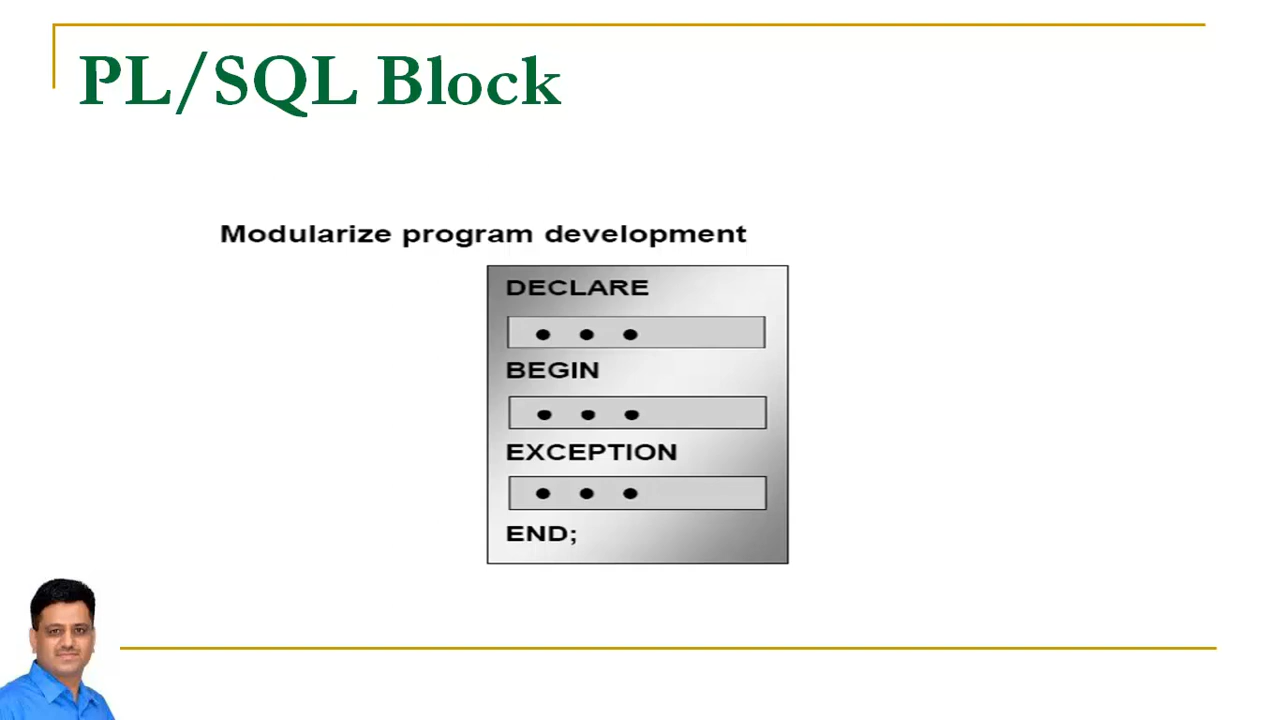 PL/SQL Block
Modularize program development
DECLARE
• • •
BEGIN
• • •
EXCEPTION
• • •
END;